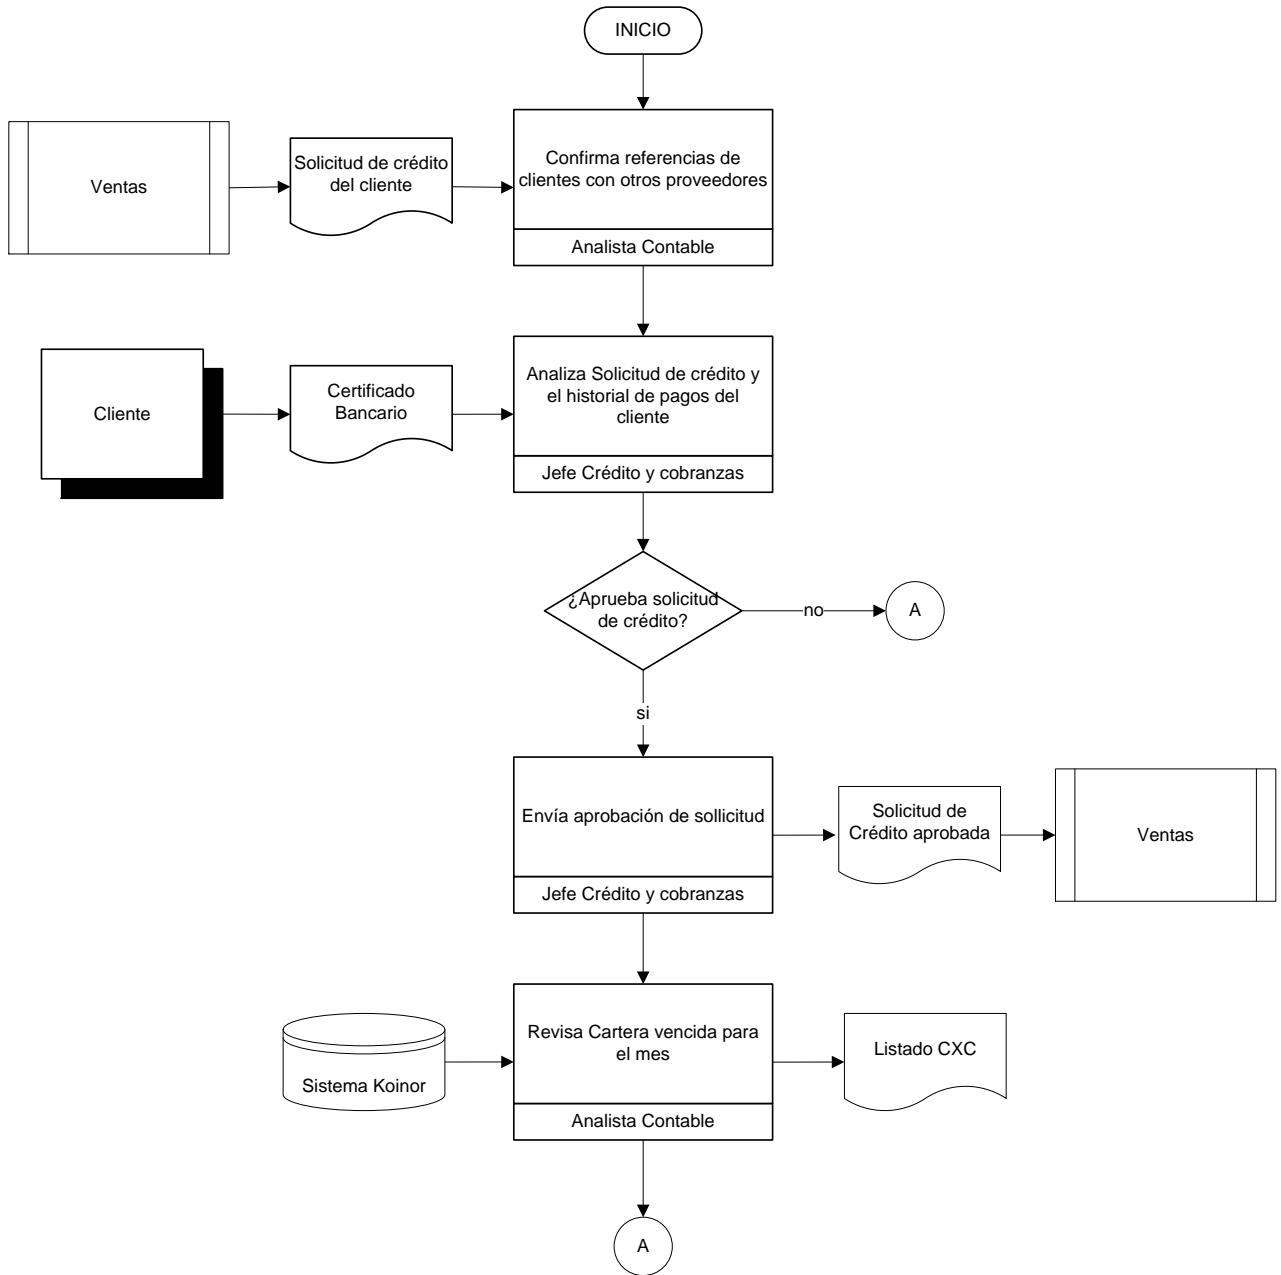 INICIO
Ventas
Solicitud de crédito
del cliente
Confirma referencias de
clientes con otros proveedores
Analista Contable
Cliente
Certificado
Bancario
Analiza Solicitud de crédito y
el historial de pagos del
cliente
Jefe Crédito y cobranzas
¿Aprueba solicitud
de crédito?
no
A
si
Envía aprobación de sollicitud
Jefe Crédito y cobranzas
Solicitud de
Crédito aprobada
Ventas
Sistema Koinor
Revisa Cartera vencida para
el mes
Analista Contable
Listado CXC
A